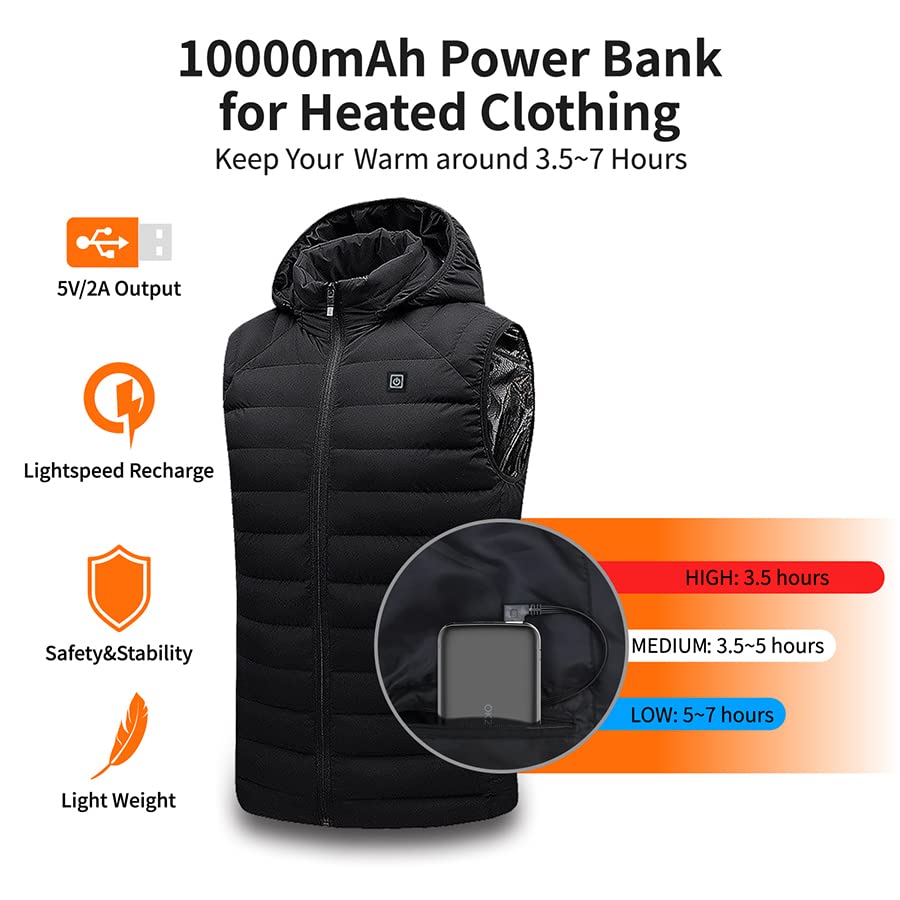 10000mAh Power Bank
for Heated Clothing
Keep Your Warm around 3.5~7 Hours
5V/2A Output
Lightspeed Recharge
Safety&Stability
Light Weight
HIGH: 3.5 hours
MEDIUM: 3.5~5 hours
LOW: 5~7 hours